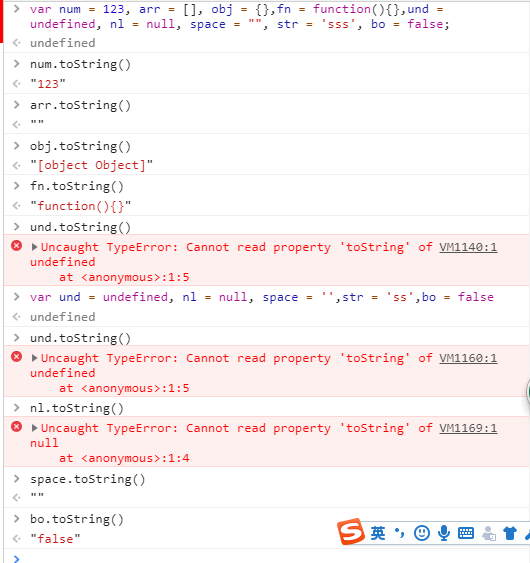 var num = 123, arr = [], obj = {},fn = function(){},und =
undefined, nl = null, space = "", str = 'sss', bo = false;
undefined
num.toString()
"123"
arr.toString()
""
obj.toString()
"[object Object]"
fn.toString()
"function(){}"
und.toString()
Uncaught TypeError: Cannot read property 'toString' of VM1140:1
undefined
at <anonymous>:1:5
var und = undefined, nl = null, space = '',str = 'ss',bo = false
undefined
und.toString()
Uncaught TypeError: Cannot read property 'toString' of VM1160:1
undefined
at <anonymous>:1:5
nl.toString()
Uncaught TypeError: Cannot read property 'toString' of VM1169:1
null
at <anonymous>:1:4
space.toString()
""
bo.toString()
S 英
"false"